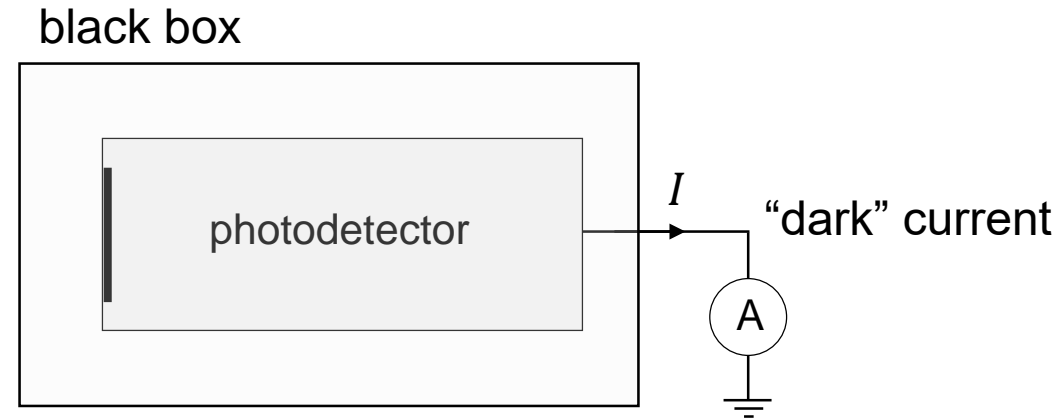 black box
photodetector
I
“dark” current
A